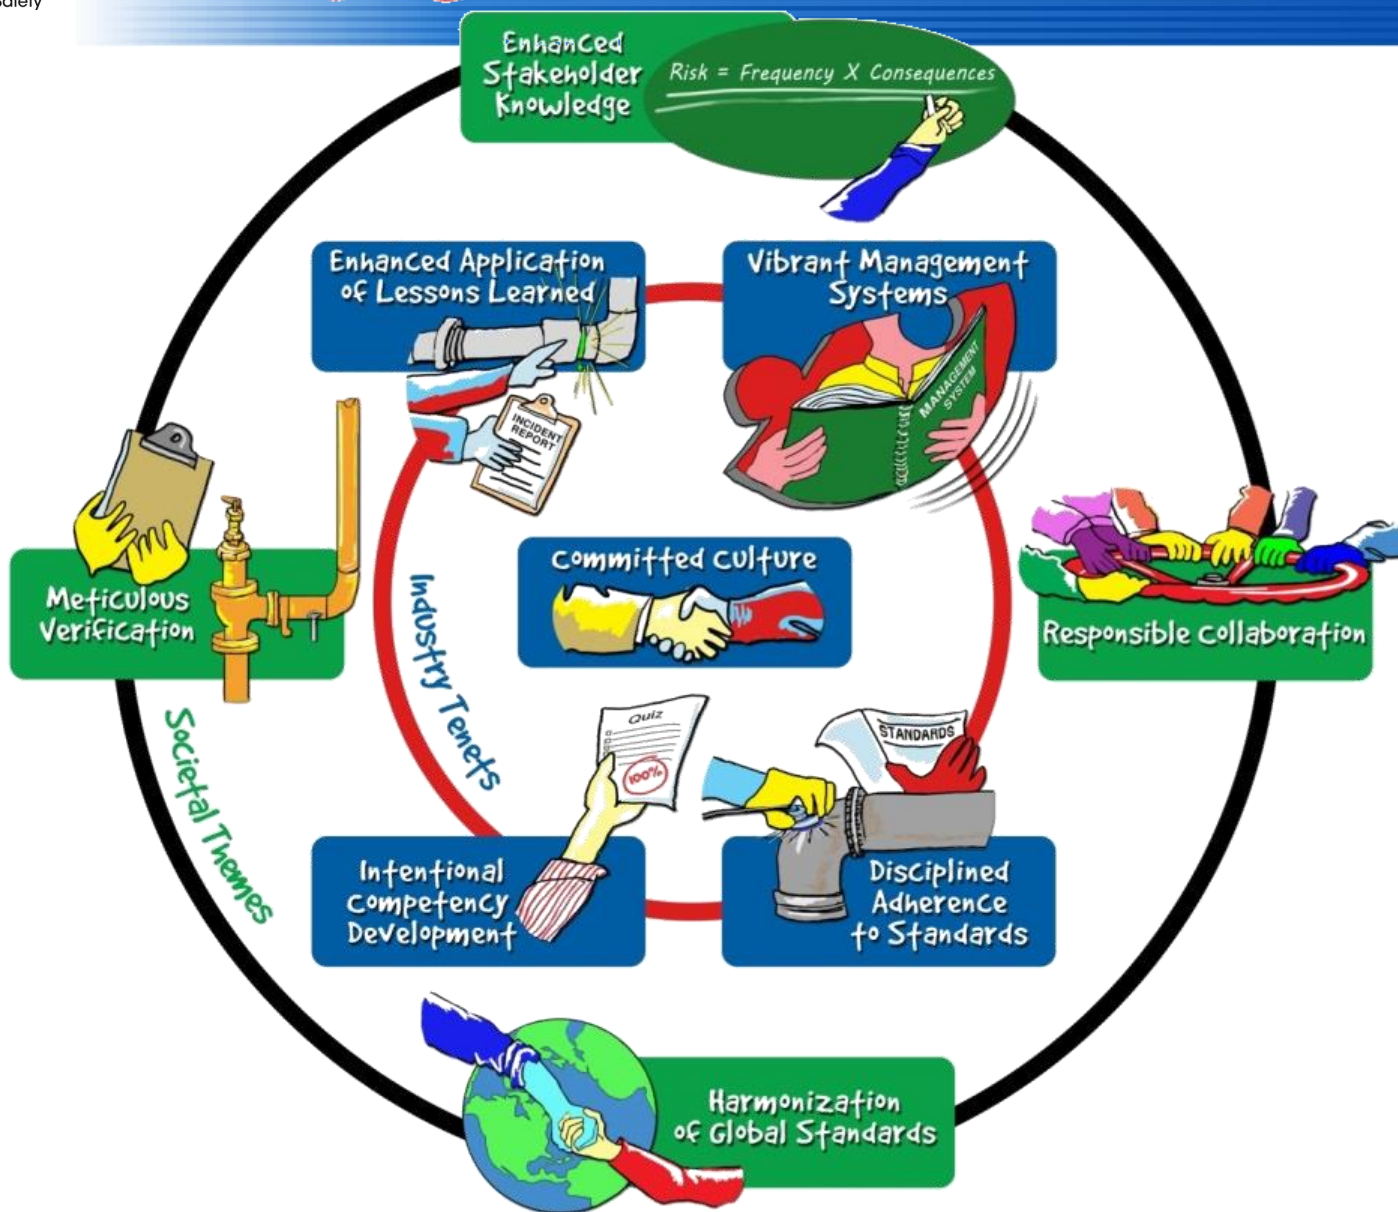 Safety
Enhanced
Stakeholder
Knowledge
Risk = Frequency X Consequences
Enhanced Application
of Lessons Learned
INCIDENT
REPORT
Vibrant Management
Systems
MANAGEMENT
SYSTEM
Meticulous
Verification
Committed Culture
Responsible Collaboration
Industry Tenets
Societal Themes
Quiz
100%
Intentional
Competency
Development
STANDARDS
Disciplined
Adherence
to Standards
Harmonization
of Global Standards